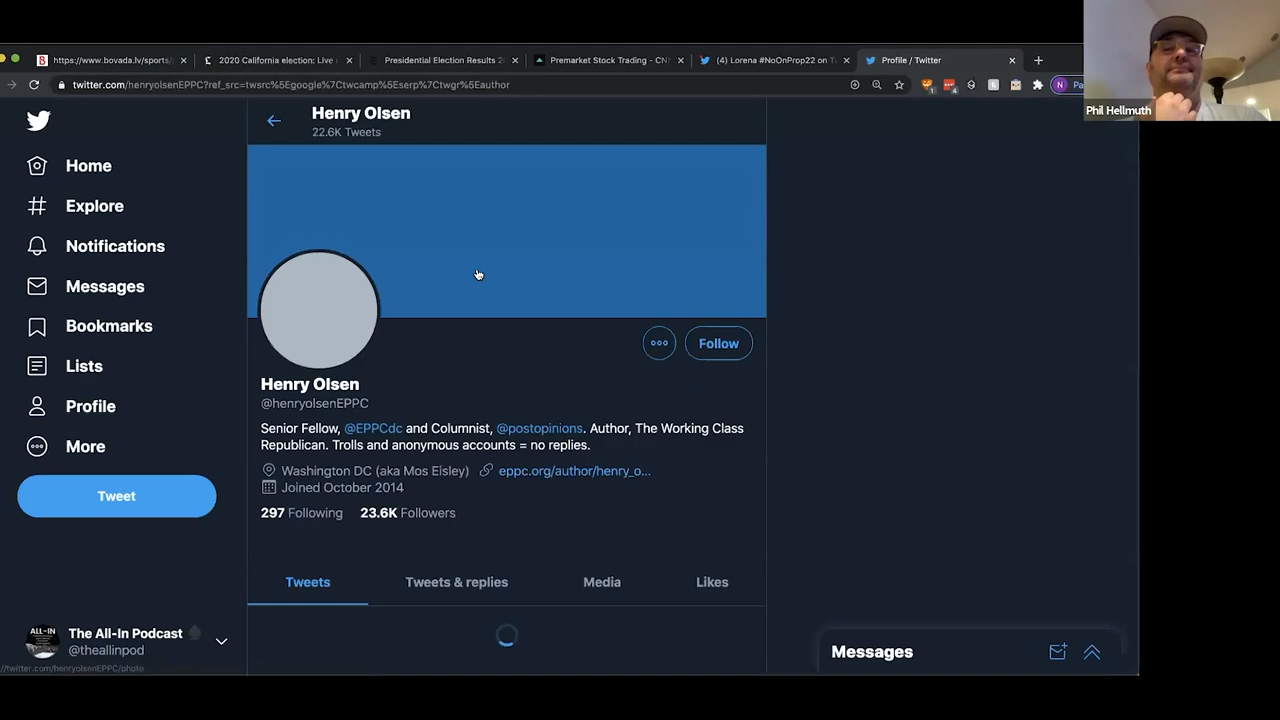 https://www.bovada.lv/sports/
2020 California election: Live
Presidential Election Results 2
Premarket Stock Trading - CN
(4) Lorena #NoOnProp22 on T
Profile / Twitter
twitter.com/henryolsenEPPC?ref_src=twsrc%5Egoogle%7Ctwcamp%5Eserp%7Ctwgr%5Eauthor
N
Pa
Phil Hellmuth
Henry Olsen
22.6K Tweets
Home
Explore
Notifications
Messages
Bookmarks
Lists
Profile
More
Tweet
Follow
Henry Olsen
@henryolsenEPPC
Senior Fellow, @EPPCdc and Columnist, @postopinions. Author, The Working Class
Republican. Trolls and anonymous accounts = no replies.
Washington DC (aka Mos Eisley) eppc.org/author/henry_o...
Joined October 2014
297 Following 23.6K Followers
Tweets Tweets & replies Media Likes
ALL-IN
The All-In Podcast
@theallinpod
Messages
//twitter.com/henryolsenEPPC/photo